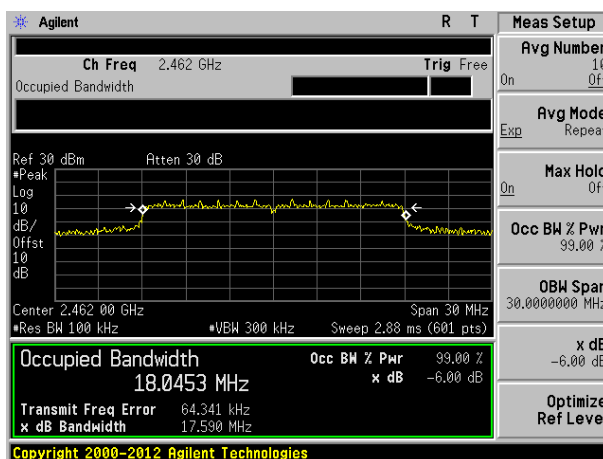 Agilent R T
Ch Freq 2.462 GHz Trig Free
Occupied Bandwidth
Ref 30 dBm Atten 30 dB
#Peak
Log
10
dB/
Offst
10
dB
Center 2.462 00 GHz Span 30 MHz
#Res BW 100 kHz #VBW 300 kHz Sweep 2.88 ms (601 pts)
Occupied Bandwidth Occ BW % Pwr 99.00 %
18.0453 MHz x dB -6.00 dB
Transmit Freq Error 64.341 kHz
x dB Bandwidth 17.590 MHz
Copyright 2000-2012 Agilent Technologies
Meas Setup
Avg Number
10
On Of
Avg Mode
Exp Repea
Max Hold
On Of
Occ BW % Pwr
99.00 %
OBW Span
30.0000000 MHz
x dB
-6.00 dB
Optimize
Ref Leve